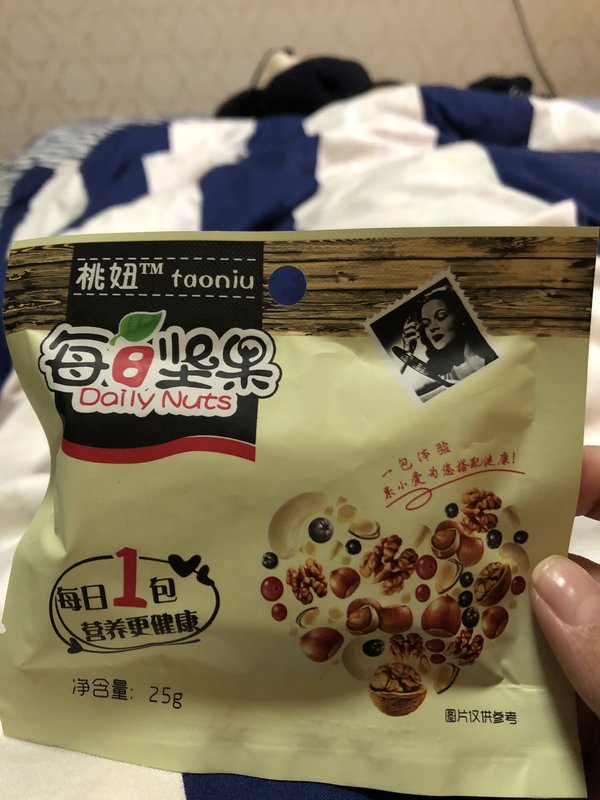 桃妞™ taoniu
每日坚果
Daily Nuts
一包体验
果小爱为您搭配健康!
每日1包
营养更健康
净含量: 25g
图片仅供参考